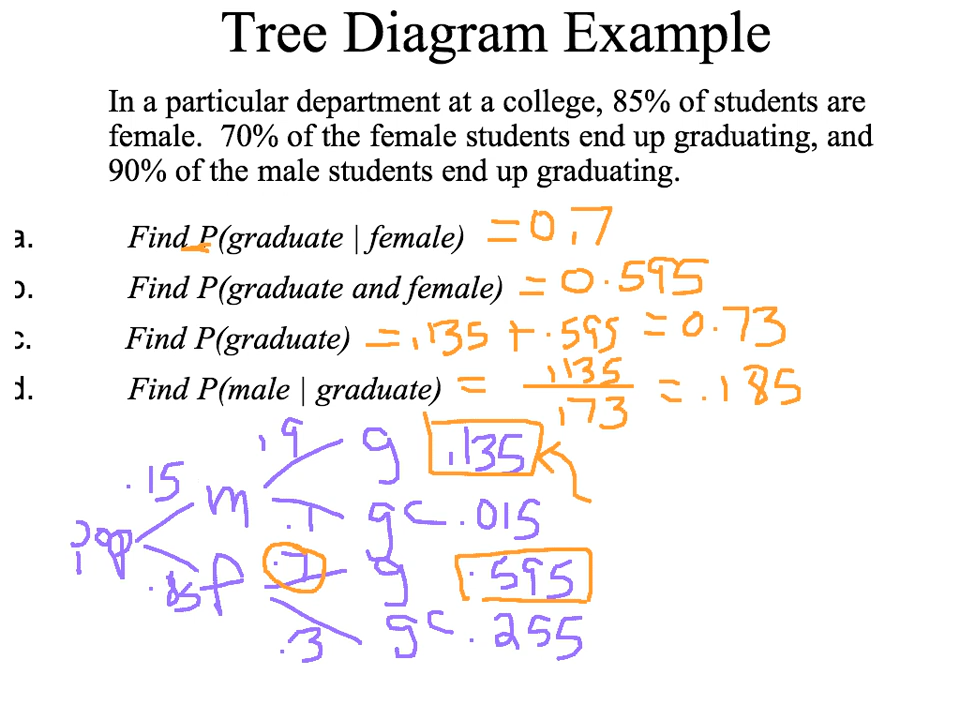 Tree Diagram Example
In a particular department at a college, 85% of students are
female. 70% of the female students end up graduating, and
90% of the male students end up graduating.
a. Find P(graduate | female) = 0.7
b. Find P(graduate and female) = 0.595
c. Find P(graduate) = .135 + .595 = 0.73
d. Find P(male | graduate) = .135 / .73 = .185
.9 g .135
.15 m
.1 gc .015
pop
.7 g .595
.85 f
.3 gc .255